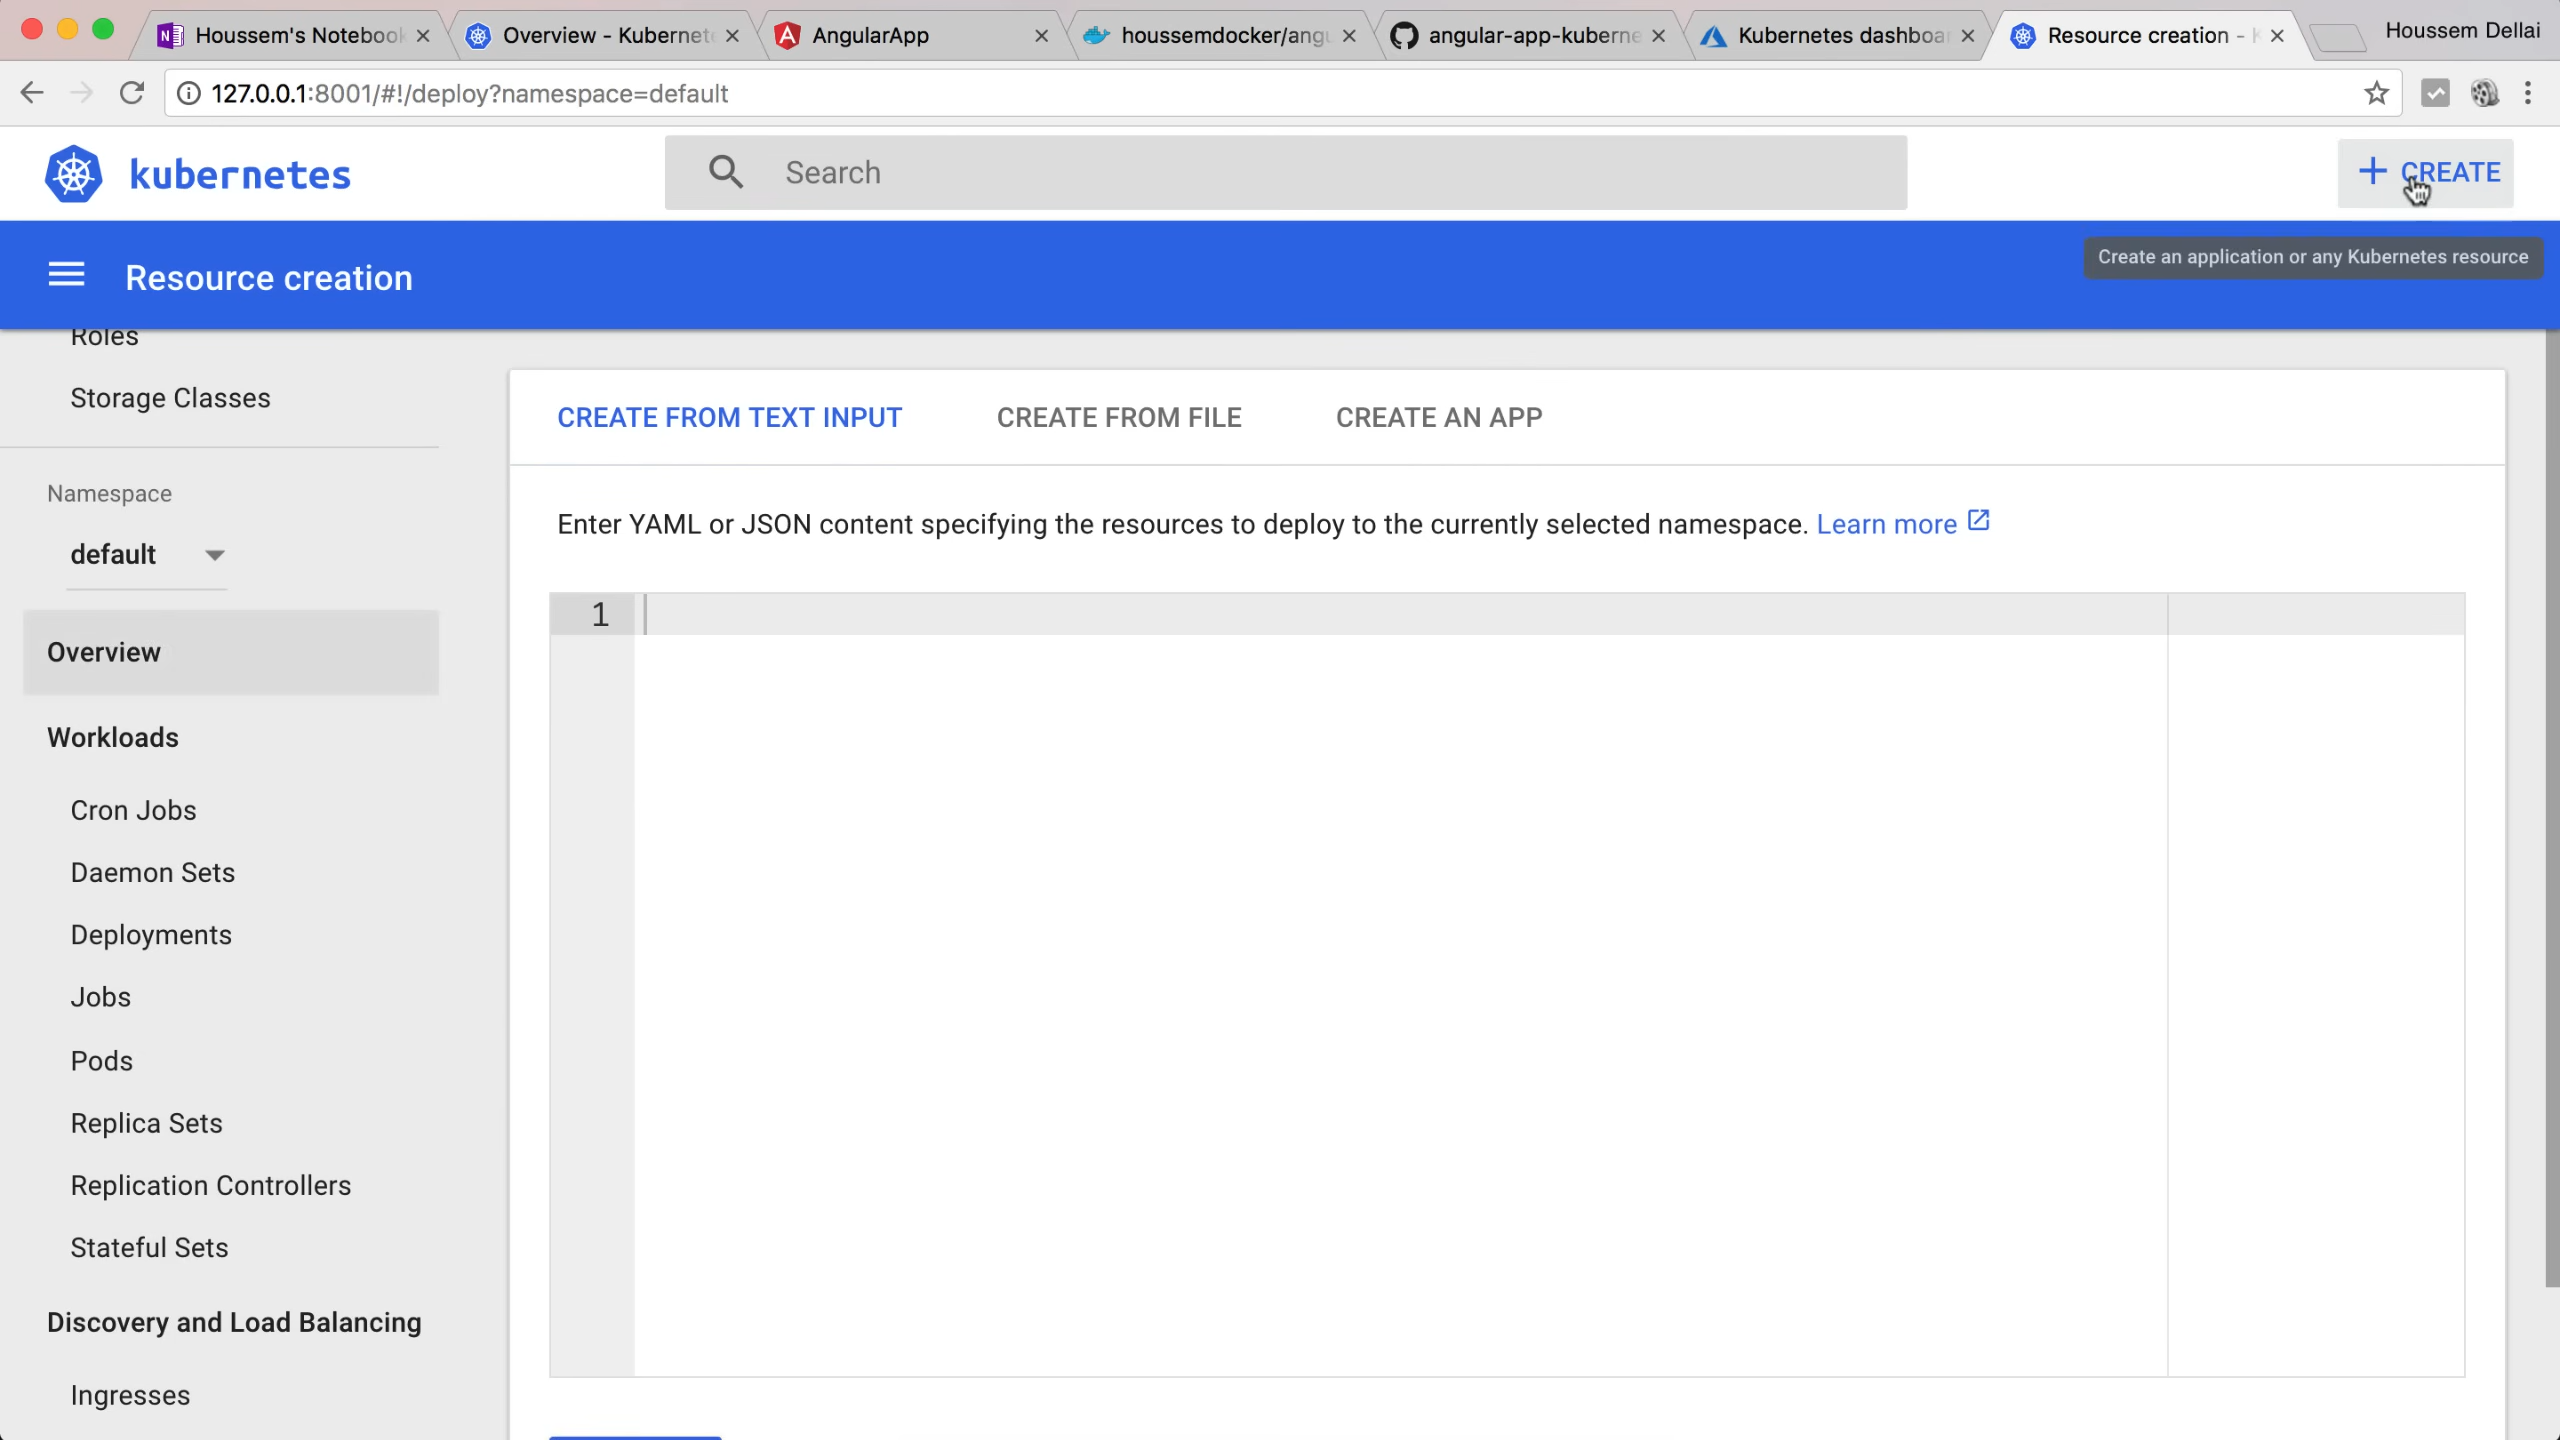 Houssem's Notebook
Overview - Kubernete
AngularApp
houssemdocker/angu
angular-app-kuberne
Kubernetes dashboar
Resource creation - K
Houssem Dellai
127.0.0.1:8001/#!/deploy?namespace=default
kubernetes
Search
CREATE
Resource creation
Create an application or any Kubernetes resource
Roles
Storage Classes
Namespace
default
Overview
Workloads
Cron Jobs
Daemon Sets
Deployments
Jobs
Pods
Replica Sets
Replication Controllers
Stateful Sets
Discovery and Load Balancing
Ingresses
CREATE FROM TEXT INPUT
CREATE FROM FILE
CREATE AN APP
Enter YAML or JSON content specifying the resources to deploy to the currently selected namespace. Learn more
1